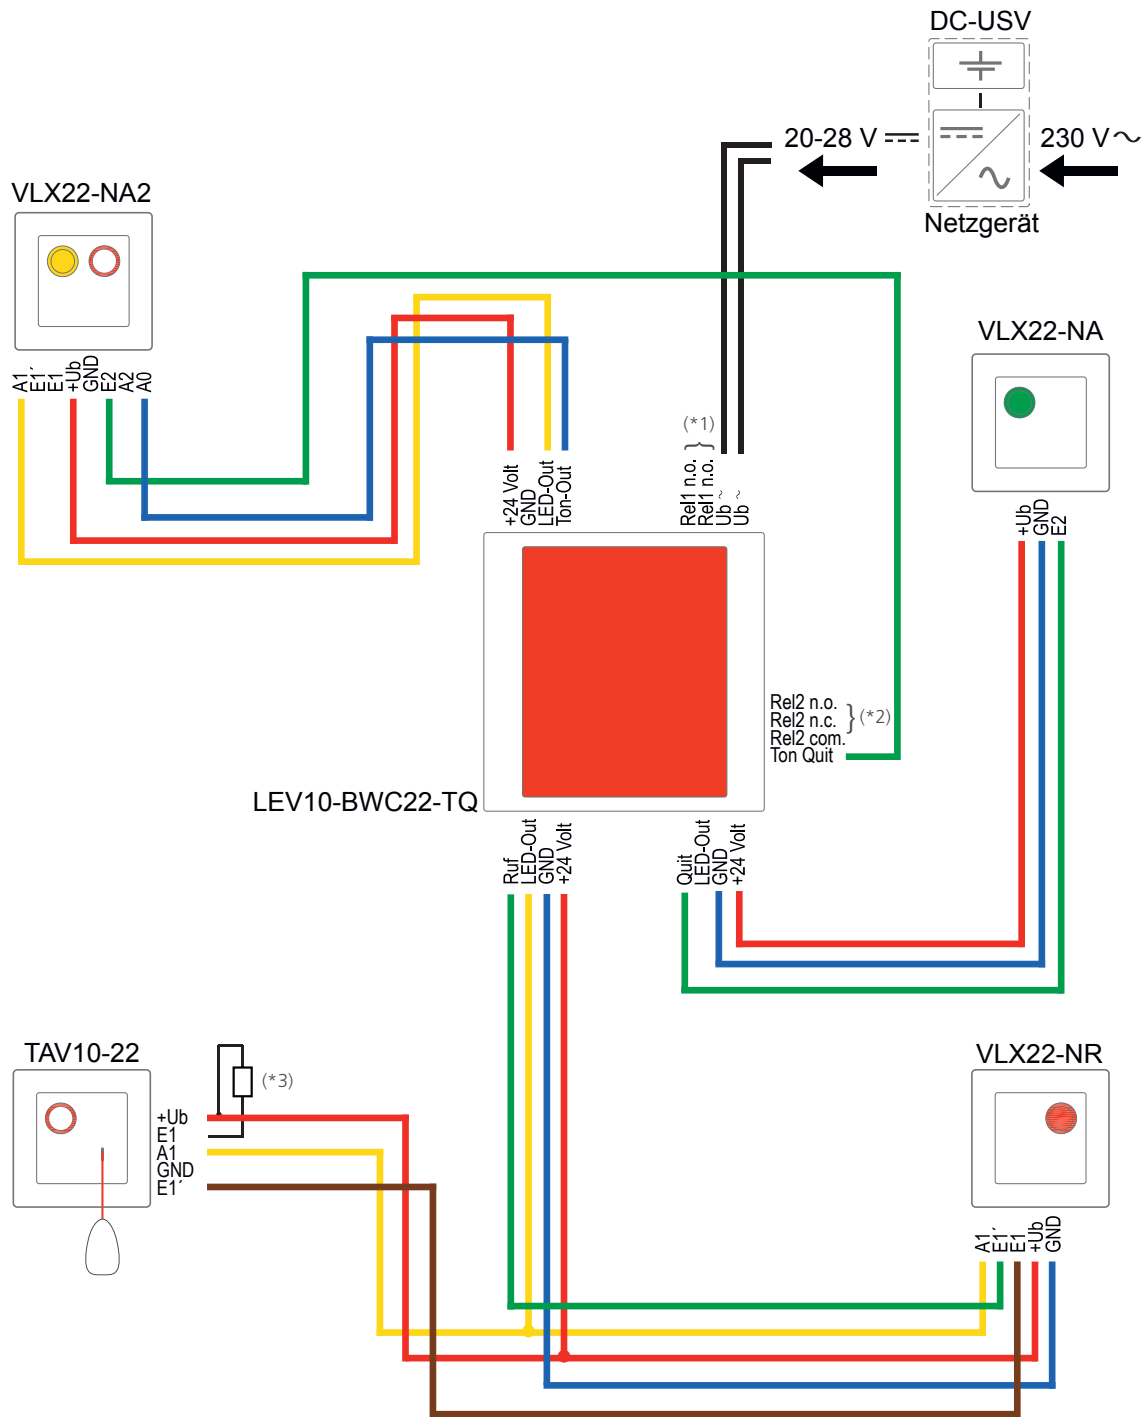 DC-USV
20-28 V
230 V
Netzgerät
VLX22-NA2
A1
E1´
E1
+Ub
GND
E2
A2
A0
VLX22-NA
+Ub
GND
E2
(*1)
+24 Volt
GND
LED-Out
Ton-Out
Rel1 n.o.
Rel1 n.o.
Ub ~
Ub ~
Rel2 n.o.
Rel2 n.c.
Rel2 com.
Ton Quit
(*2)
LEV10-BWC22-TQ
Ruf
LED-Out
GND
+24 Volt
Quit
LED-Out
GND
+24 Volt
TAV10-22
(*3)
+Ub
E1
A1
GND
E1´
VLX22-NR
A1
E1´
E1
+Ub
GND